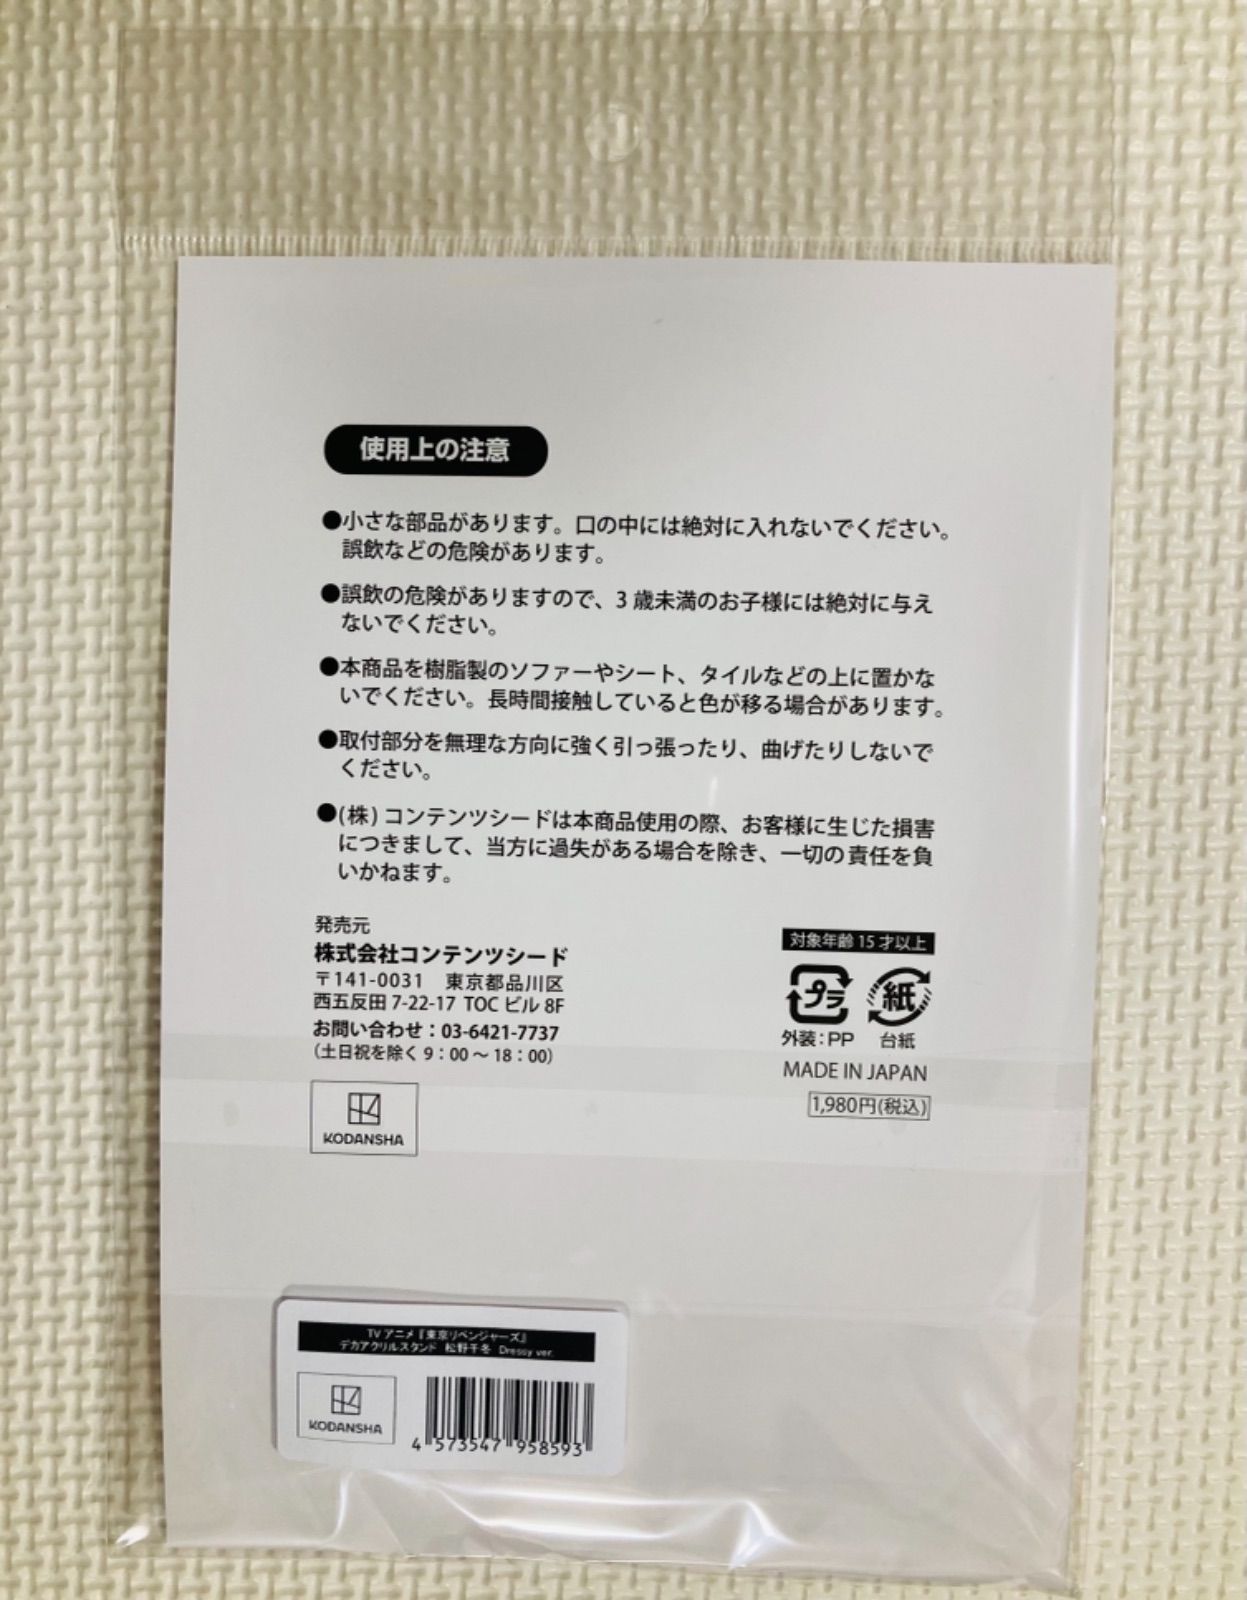 使用上の注意
●小さな部品があります。口の中には絶対に入れないでください。
誤飲などの危険があります。
●誤飲の危険がありますので、3歳未満のお子様には絶対に与え
ないでください。
●本商品を樹脂製のソファーやシート、タイルなどの上に置かな
いでください。長時間接触していると色が移る場合があります。
●取付部分を無理な方向に強く引っ張ったり、曲げたりしないで
ください。
●(株)コンテンツシードは本商品使用の際、お客様に生じた損害
につきまして、当方に過失がある場合を除き、一切の責任を負
いかねます。
発売元
株式会社コンテンツシード
〒141-0031 東京都品川区
西五反田 7-22-17 TOC ビル 8F
お問い合わせ：03-6421-7737
(土日祝を除く 9：00 ～ 18：00)
KODANSHA
対象年齢 15 才以上
プラ 紙
外装：PP 台紙
MADE IN JAPAN
1,980円(税込)
TV アニメ『東京リベンジャーズ』
デカアクリルスタンド 松野千冬 Dressy ver.
KODANSHA
4 573547 958593